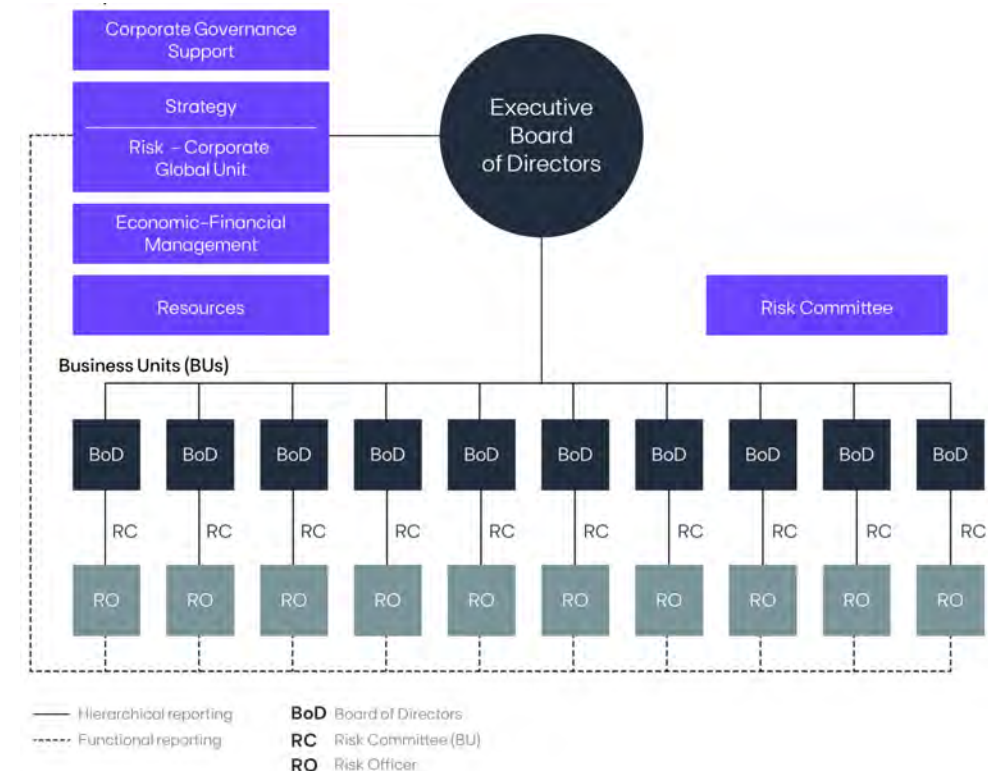 Corporate Governance
Support
Strategy
Risk – Corporate
Global Unit
Economic–Financial
Management
Resources
Executive
Board
of Directors
Risk Committee
Business Units (BUs)
BoD BoD BoD BoD BoD BoD BoD BoD BoD BoD
RC RC RC RC RC RC RC RC RC RC
RO RO RO RO RO RO RO RO RO RO
Hierarchical reporting
Functional reporting
BoD Board of Directors
RC Risk Committee (BU)
RO Risk Officer